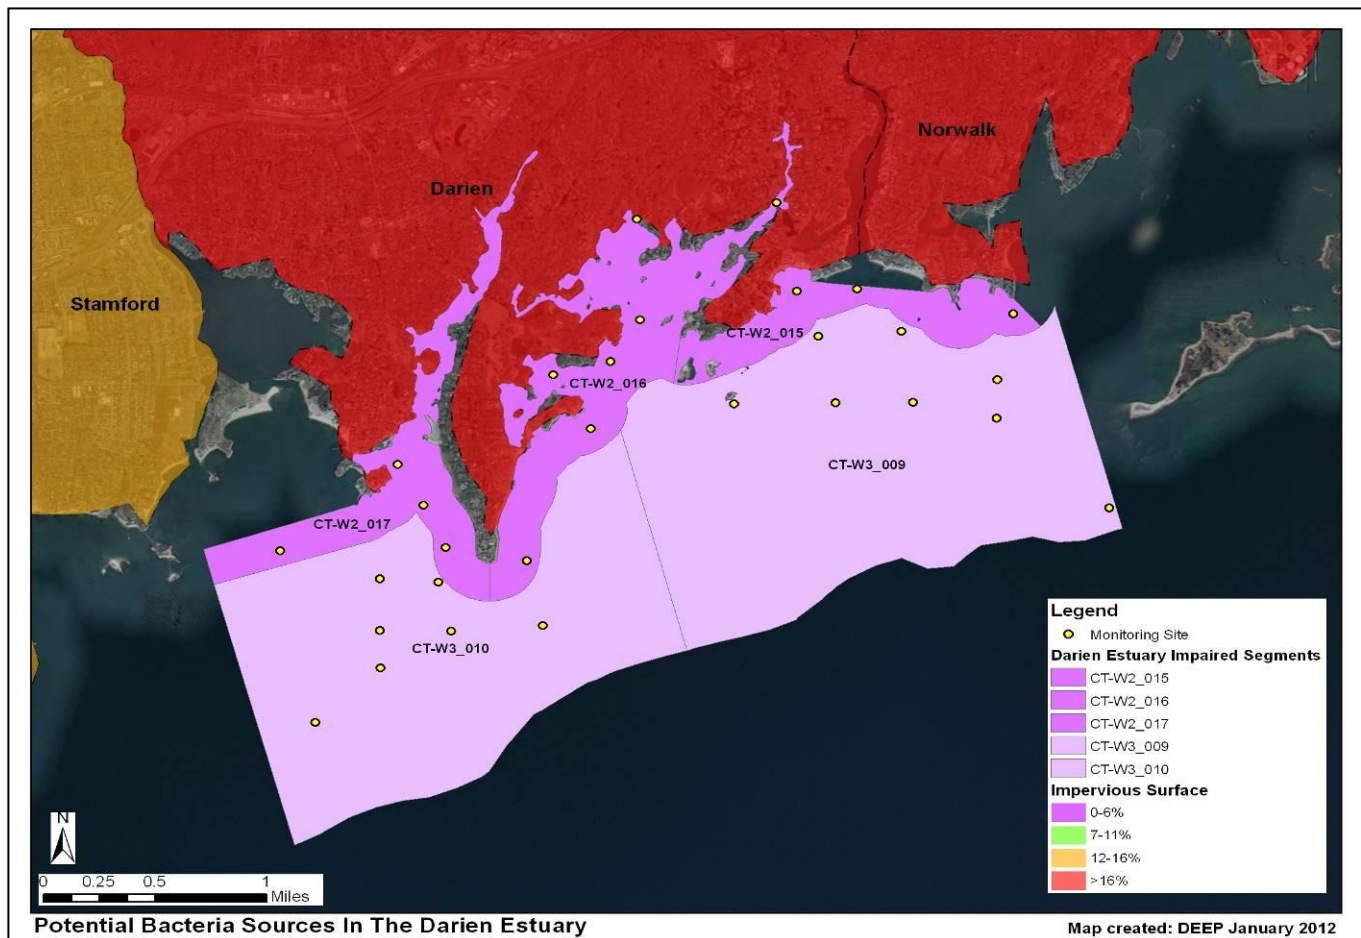 Norwalk
Darien
Stamford
CT-W2_015
CT-W2_016
CT-W3_009
CT-W2_017
CT-W3_010
Legend
Monitoring Site
Darien Estuary Impaired Segments
CT-W2_015
CT-W2_016
CT-W2_017
CT-W3_009
CT-W3_010
Impervious Surface
0-6%
7-11%
12-16%
>16%
N
0 0.25 0.5 1
Miles
Potential Bacteria Sources In The Darien Estuary
Map created: DEEP January 2012